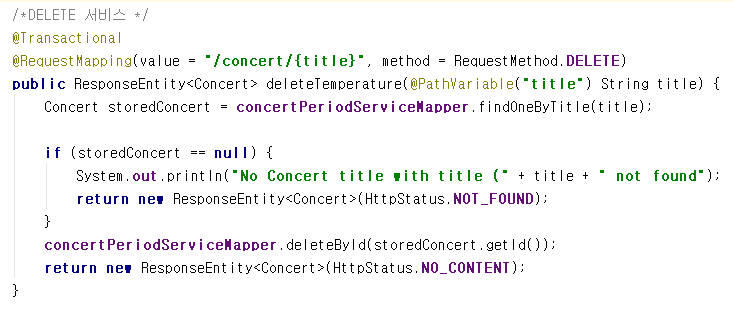 /*DELETE 서비스 */
@Transactional
@RequestMapping(value = "/concert/{title}", method = RequestMethod.DELETE)
public ResponseEntity<Concert> deleteTemperature(@PathVariable("title") String title) {
    Concert storedConcert = concertPeriodServiceMapper.findOneByTitle(title);

    if (storedConcert == null) {
        System.out.println("No Concert title with title (" + title + " not found");
        return new ResponseEntity<Concert>(HttpStatus.NOT_FOUND);
    }
    concertPeriodServiceMapper.deleteById(storedConcert.getId());
    return new ResponseEntity<Concert>(HttpStatus.NO_CONTENT);
}